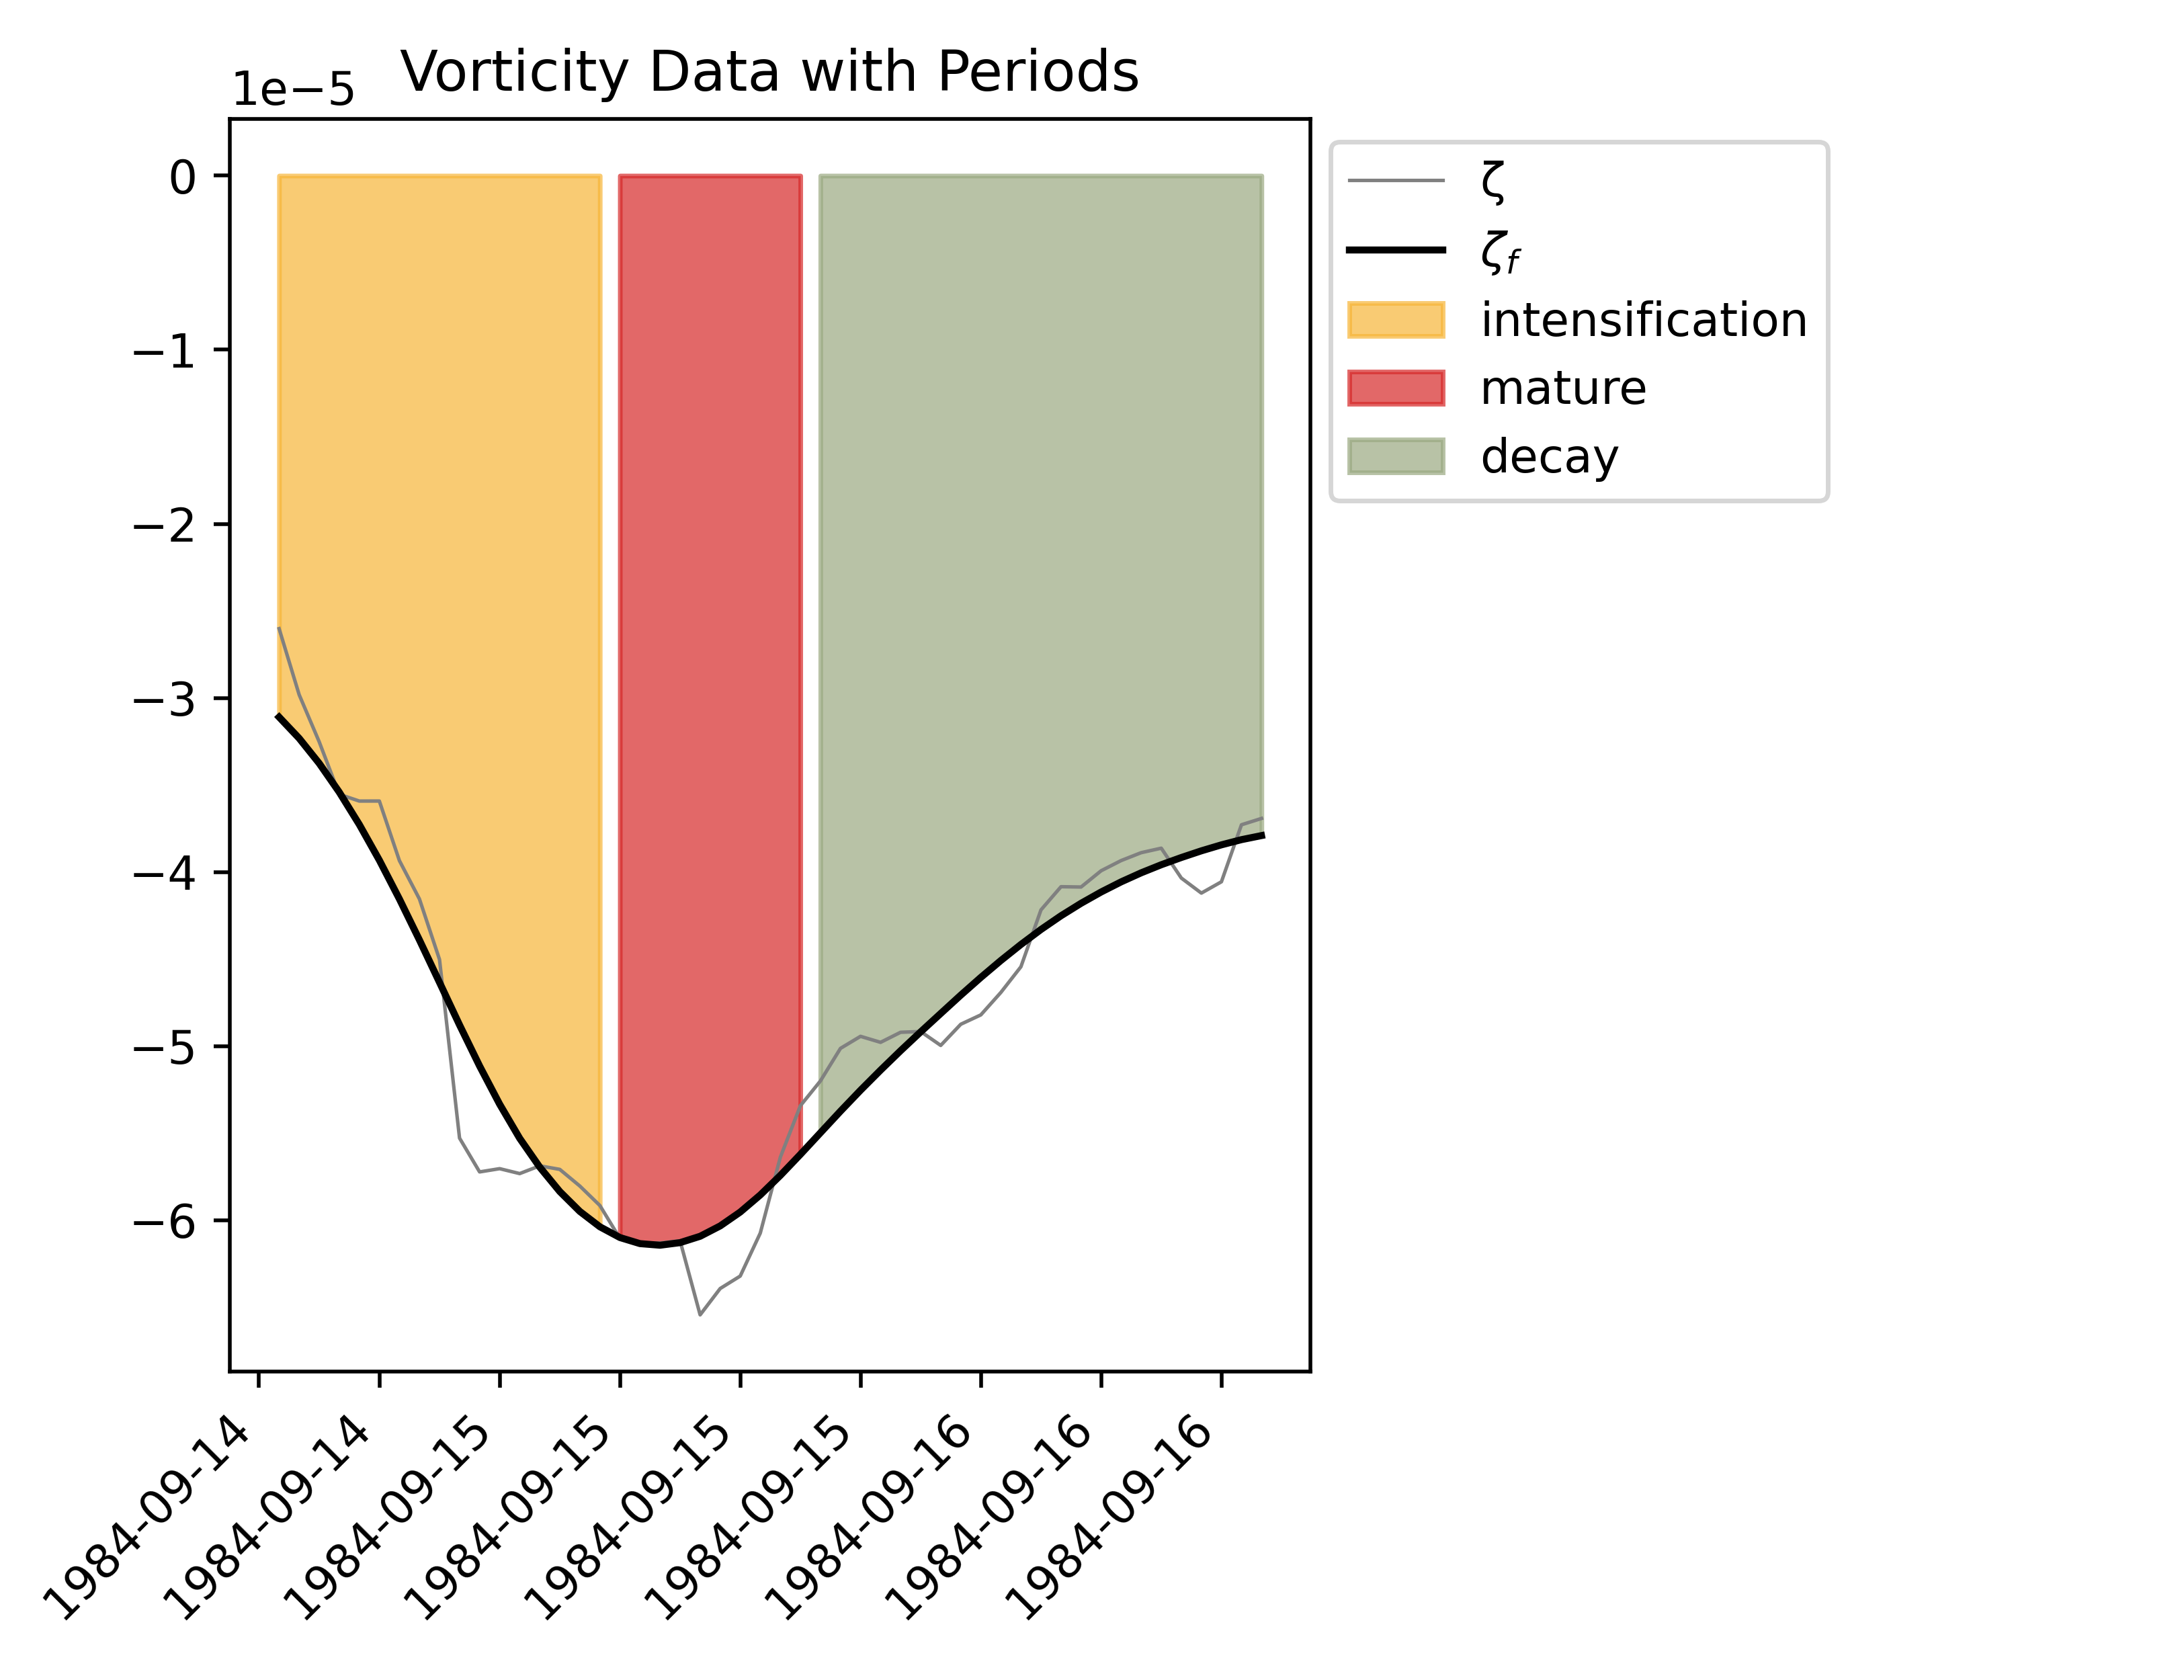 Vorticity Data with Periods
1e−5
0
−1
−2
−3
−4
−5
−6
1984-09-14
1984-09-14
1984-09-15
1984-09-15
1984-09-15
1984-09-15
1984-09-16
1984-09-16
1984-09-16
ζ
ζf
intensification
mature
decay